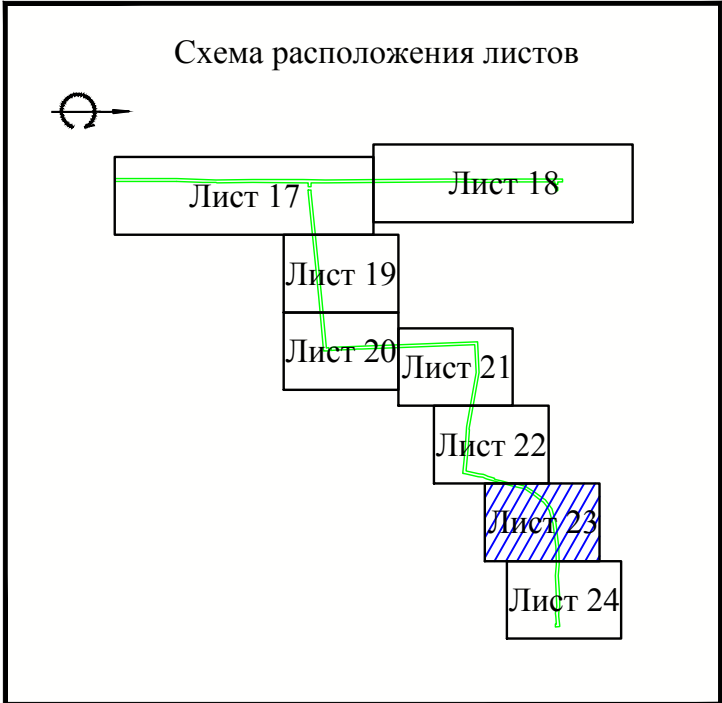 Схема расположения листов
Лист 17
Лист 18
Лист 19
Лист 20
Лист 21
Лист 22
Лист 23
Лист 24